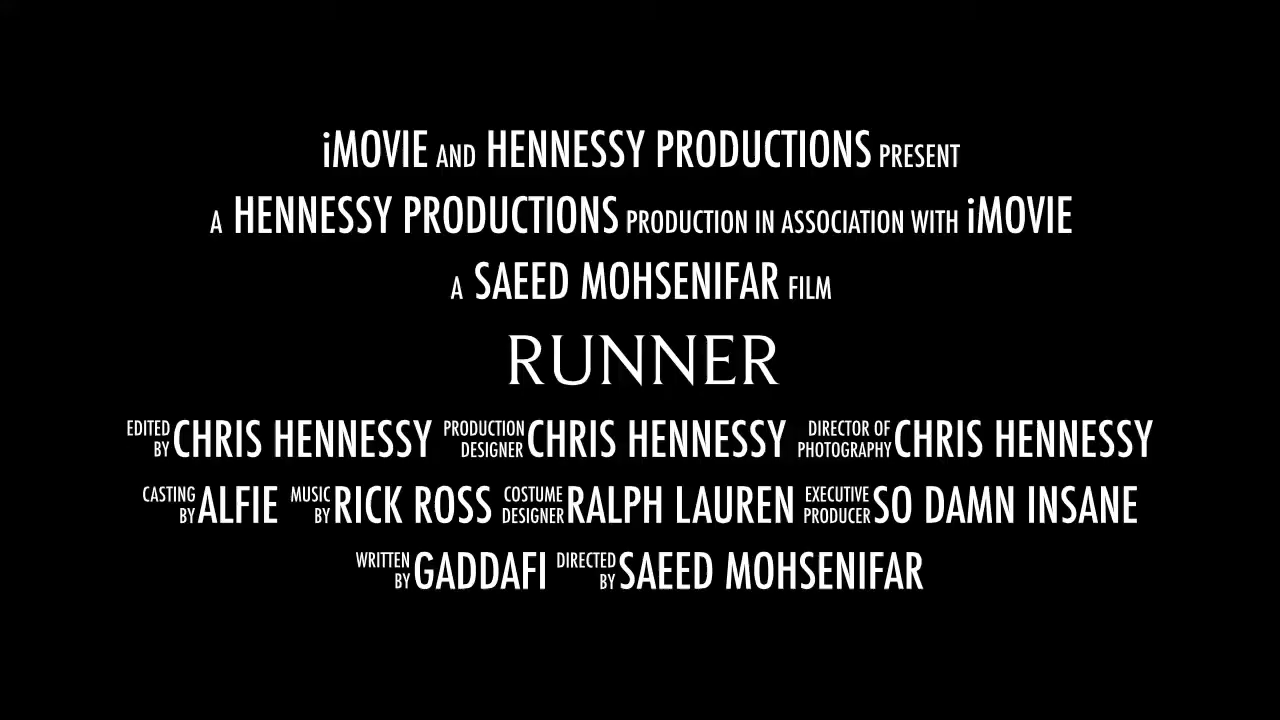 iMOVIE AND HENNESSY PRODUCTIONS PRESENT
A HENNESSY PRODUCTIONS PRODUCTION IN ASSOCIATION WITH iMOVIE
A SAEED MOHSENIFAR FILM
RUNNER
EDITED BY CHRIS HENNESSY PRODUCTION DESIGNER CHRIS HENNESSY DIRECTOR OF PHOTOGRAPHY CHRIS HENNESSY
CASTING BY ALFIE MUSIC BY RICK ROSS COSTUME DESIGNER RALPH LAUREN EXECUTIVE PRODUCER SO DAMN INSANE
WRITTEN BY GADDAFI DIRECTED BY SAEED MOHSENIFAR